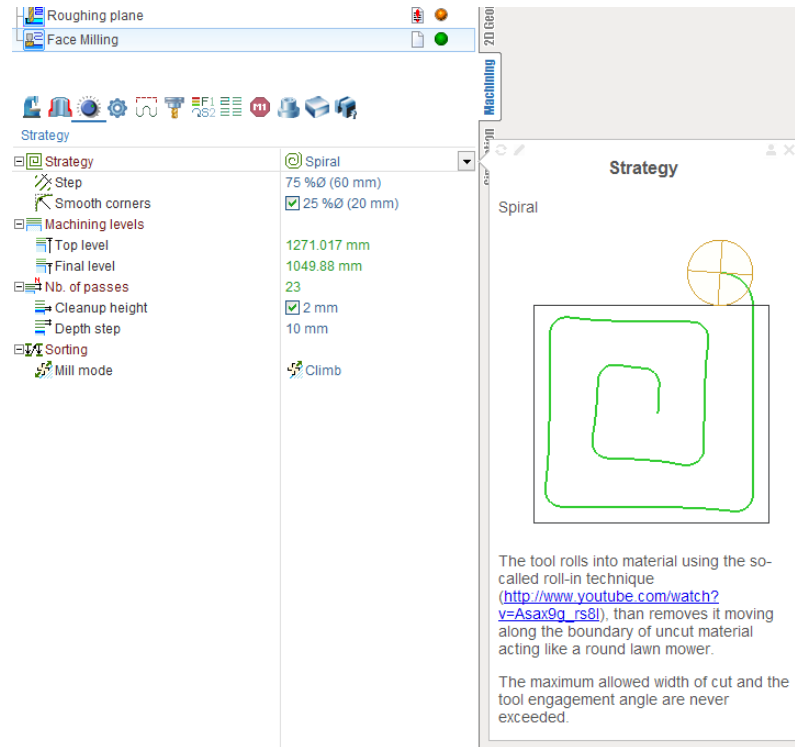 Roughing plane
Face Milling
2D Geo
Machining
F1
S2
M1
Strategy
Strategy Spiral
Step 75 %Ø (60 mm)
Smooth corners 25 %Ø (20 mm)
Machining levels
Top level 1271.017 mm
Final level 1049.88 mm
Nb. of passes 23
Cleanup height 2 mm
Depth step 10 mm
Sorting
Mill mode Climb
Strategy
Spiral
The tool rolls into material using the so-
called roll-in technique
(http://www.youtube.com/watch?
v=Asax9g_rs8I), than removes it moving
along the boundary of uncut material
acting like a round lawn mower.
The maximum allowed width of cut and the
tool engagement angle are never
exceeded.